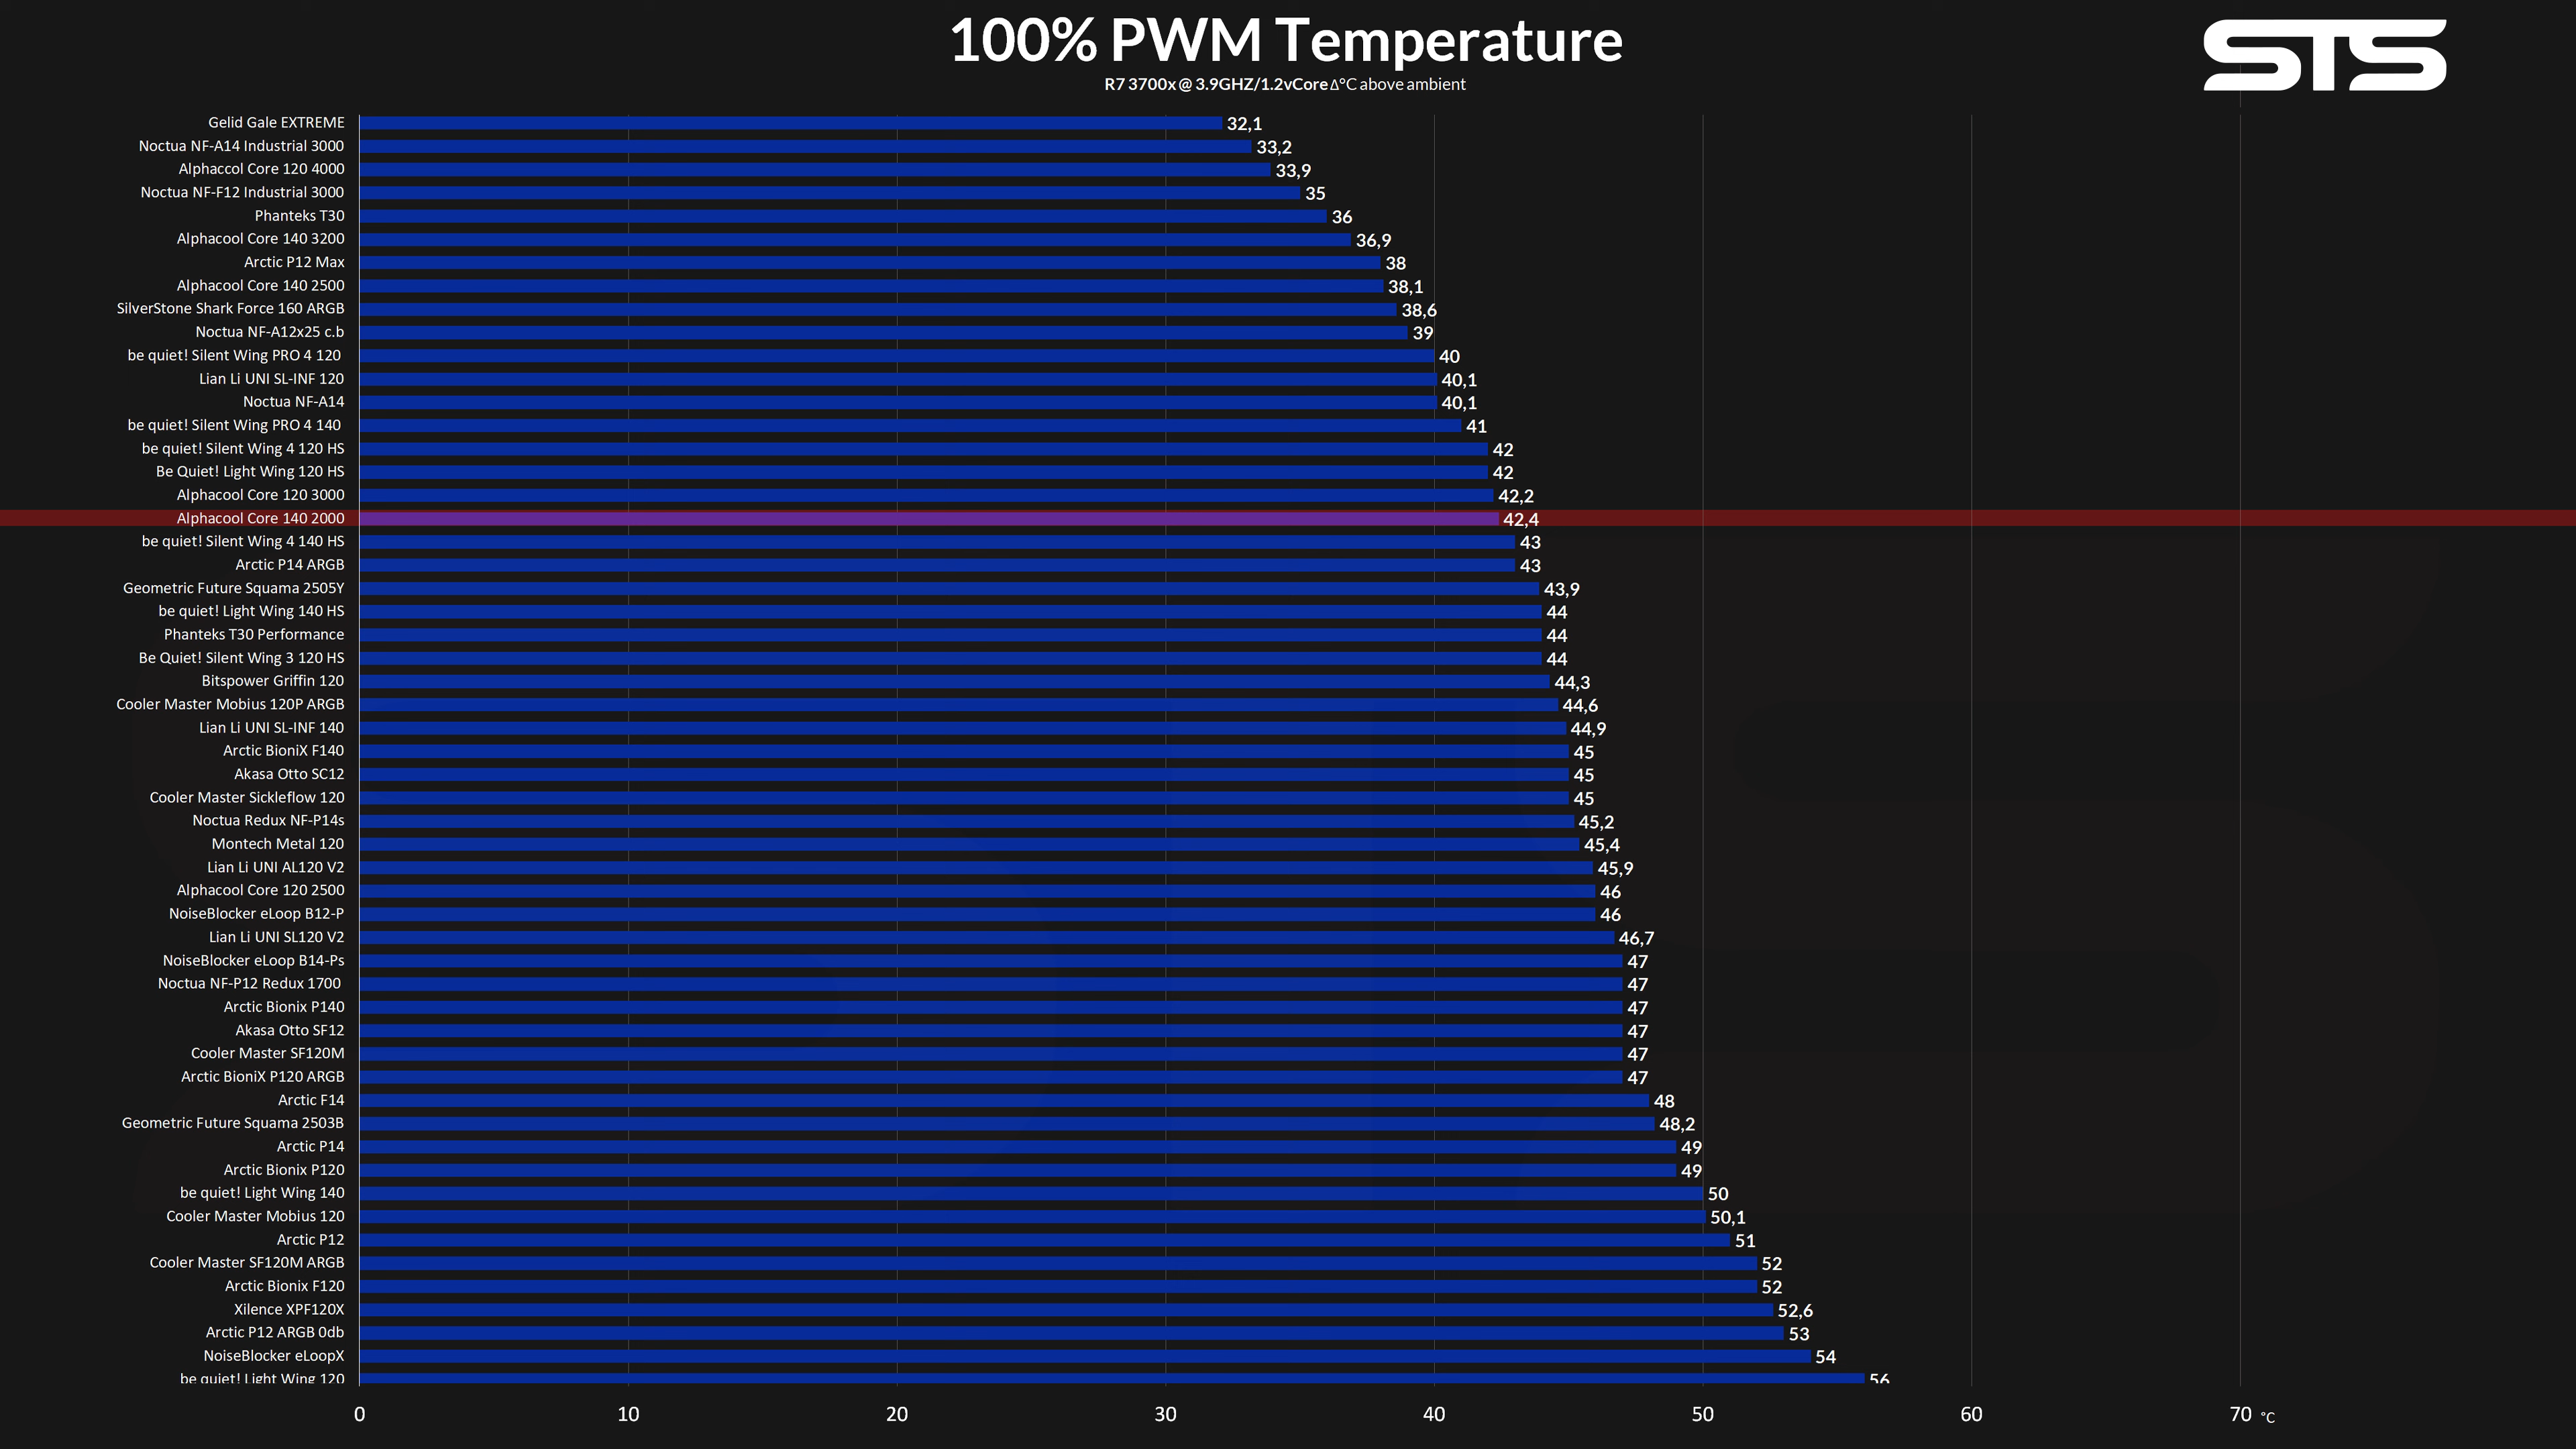 100% PWM Temperature
STS
R7 3700x @ 3.9GHZ/1.2vCore Δ°C above ambient
Gelid Gale EXTREME 32,1
Noctua NF-A14 Industrial 3000 33,2
Alphaccol Core 120 4000 33,9
Noctua NF-F12 Industrial 3000 35
Phanteks T30 36
Alphacool Core 140 3200 36,9
Arctic P12 Max 38
Alphacool Core 140 2500 38,1
SilverStone Shark Force 160 ARGB 38,6
Noctua NF-A12x25 c.b 39
be quiet! Silent Wing PRO 4 120 40
Lian Li UNI SL-INF 120 40,1
Noctua NF-A14 40,1
be quiet! Silent Wing PRO 4 140 41
be quiet! Silent Wing 4 120 HS 42
Be Quiet! Light Wing 120 HS 42
Alphacool Core 120 3000 42,2
Alphacool Core 140 2000 42,4
be quiet! Silent Wing 4 140 HS 43
Arctic P14 ARGB 43
Geometric Future Squama 2505Y 43,9
be quiet! Light Wing 140 HS 44
Phanteks T30 Performance 44
Be Quiet! Silent Wing 3 120 HS 44
Bitspower Griffin 120 44,3
Cooler Master Mobius 120P ARGB 44,6
Lian Li UNI SL-INF 140 44,9
Arctic BioniX F140 45
Akasa Otto SC12 45
Cooler Master Sickleflow 120 45
Noctua Redux NF-P14s 45,2
Montech Metal 120 45,4
Lian Li UNI AL120 V2 45,9
Alphacool Core 120 2500 46
NoiseBlocker eLoop B12-P 46
Lian Li UNI SL120 V2 46,7
NoiseBlocker eLoop B14-Ps 47
Noctua NF-P12 Redux 1700 47
Arctic Bionix P140 47
Akasa Otto SF12 47
Cooler Master SF120M 47
Arctic BioniX P120 ARGB 47
Arctic F14 48
Geometric Future Squama 2503B 48,2
Arctic P14 49
Arctic Bionix P120 49
be quiet! Light Wing 140 50
Cooler Master Mobius 120 50,1
Arctic P12 51
Cooler Master SF120M ARGB 52
Arctic Bionix F120 52
Xilence XPF120X 52,6
Arctic P12 ARGB 0db 53
NoiseBlocker eLoopX 54
be quiet! Light Wing 120 56
0 10 20 30 40 50 60 70 °C